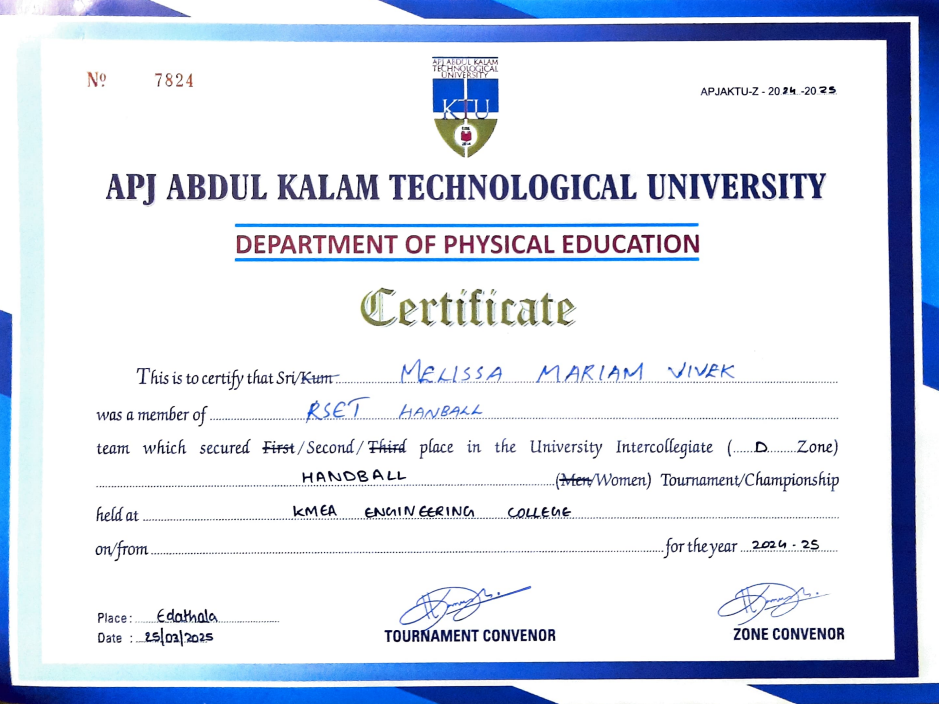 Nº 7824
APJ ABDUL KALAM
TECHNOLOGICAL
UNIVERSITY
KTU
APJAKTU-Z - 2024-2025
APJ ABDUL KALAM TECHNOLOGICAL UNIVERSITY
DEPARTMENT OF PHYSICAL EDUCATION
Certificate
This is to certify that Sri/Kum MELISSA MARIAM VIVEK
was a member of RSET HANBALL
team which secured First/Second/Third place in the University Intercollegiate (......D......Zone)
HANDBALL (Men/Women) Tournament/Championship
held at KMEA ENGINEERING COLLEGE
on/from for the year 2024-25
Place: Edathala
Date : 25/02/2025
TOURNAMENT CONVENOR
ZONE CONVENOR